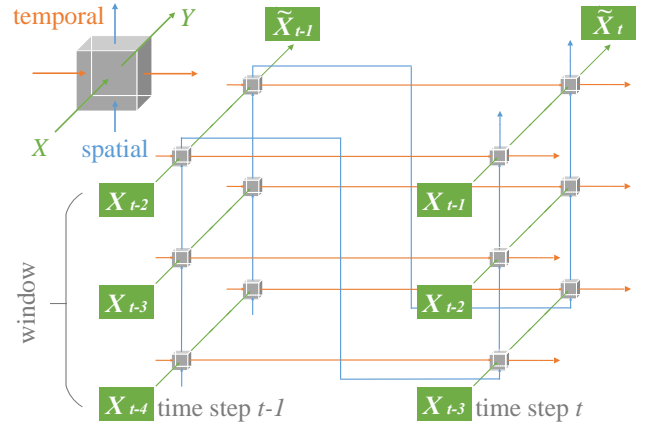 temporal
Y
X
spatial
X̃ t-1
X̃ t
X t-2
X t-1
window
X t-3
X t-2
X t-4
time step t-1
X t-3
time step t